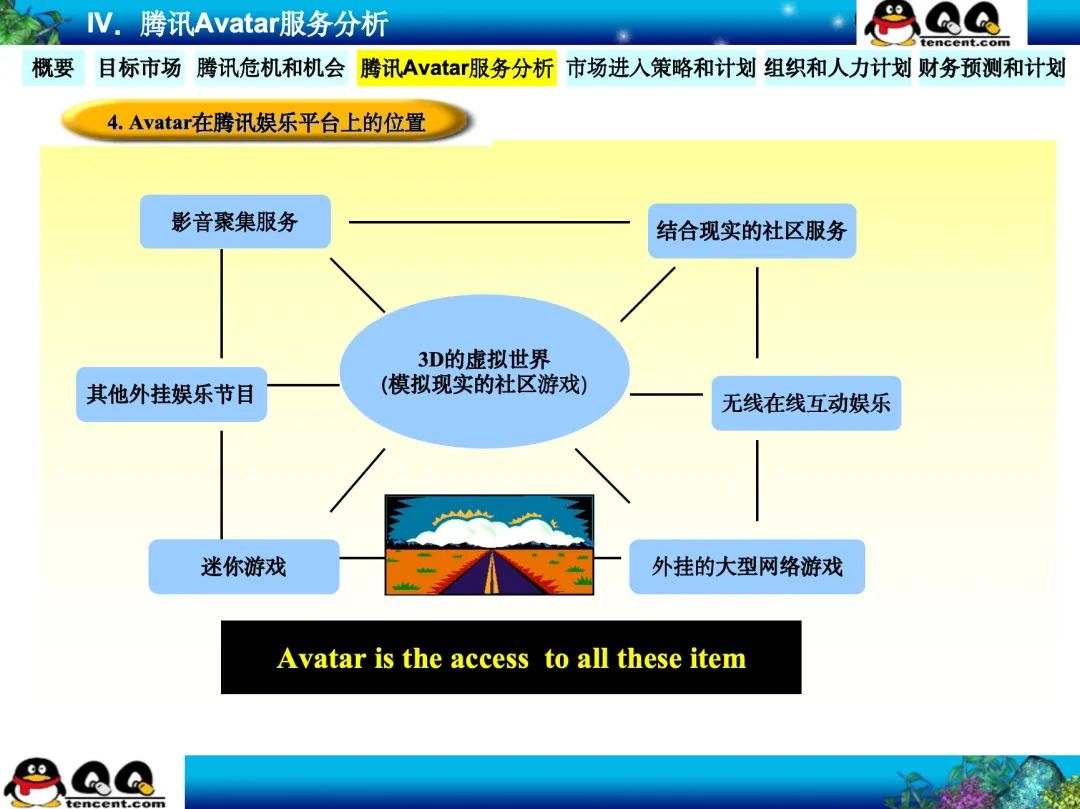 IV. 腾讯Avatar服务分析
QQ
tencent.com
概要 目标市场 腾讯危机和机会 腾讯Avatar服务分析 市场进入策略和计划 组织和人力计划 财务预测和计划
4. Avatar在腾讯娱乐平台上的位置
影音聚集服务
结合现实的社区服务
3D的虚拟世界
(模拟现实的社区游戏)
其他外挂娱乐节目
无线在线互动娱乐
迷你游戏
外挂的大型网络游戏
Avatar is the access to all these item
QQ
tencent.com